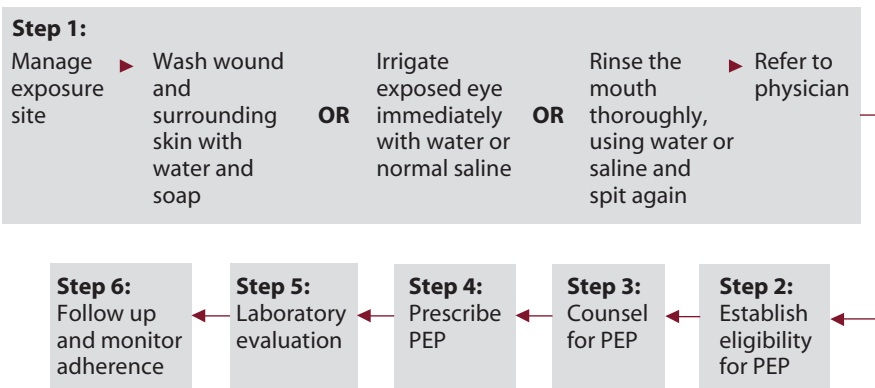 Step 1:
Manage
exposure
site
Wash wound
and
surrounding
skin with
water and
soap
OR
Irrigate
exposed eye
immediately
with water or
normal saline
OR
Rinse the
mouth
thoroughly,
using water or
saline and
spit again
Refer to
physician
Step 2:
Establish
eligibility
for PEP
Step 3:
Counsel
for PEP
Step 4:
Prescribe
PEP
Step 5:
Laboratory
evaluation
Step 6:
Follow up
and monitor
adherence